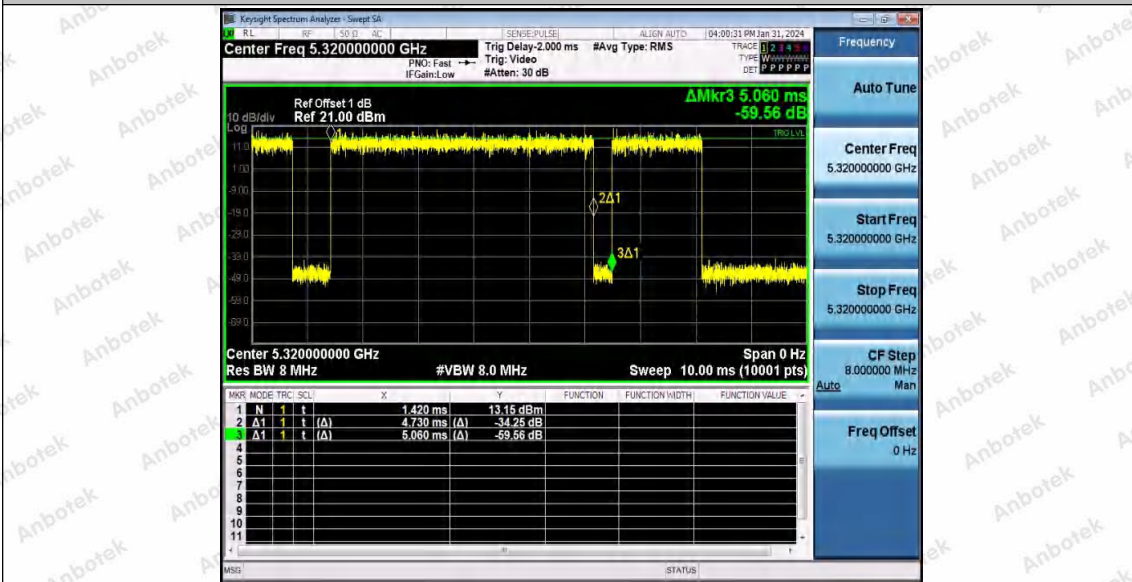 Keysight Spectrum Analyzer - Swept SA
RL RF 50 Ω AC SENSE:PULSE ALIGN AUTO 04:00:31 PM Jan 31, 2024
Center Freq 5.320000000 GHz
PNO: Fast
IFGain:Low
Trig Delay-2.000 ms
Trig: Video
#Atten: 30 dB
#Avg Type: RMS
TRACE 1 2 3 4 5 6
TYPE W
DET P P P P P P
ΔMkr3 5.060 ms
-59.56 dB
Ref Offset 1 dB
10 dB/div Ref 21.00 dBm
Log
TRIG LVL
11.0
1.00
-9.00
-19.0
-29.0
-39.0
-49.0
-59.0
-69.0
1
2Δ1
3Δ1
Center 5.320000000 GHz Span 0 Hz
Res BW 8 MHz #VBW 8.0 MHz Sweep 10.00 ms (10001 pts)
MKR MODE TRC SCL X Y FUNCTION FUNCTION WIDTH FUNCTION VALUE
1 N 1 t 1.420 ms 13.15 dBm
2 Δ1 1 t (Δ) 4.730 ms (Δ) -34.25 dB
3 Δ1 1 t (Δ) 5.060 ms (Δ) -59.56 dB
4
5
6
7
8
9
10
11
MSG STATUS
Frequency
Auto Tune
Center Freq
5.320000000 GHz
Start Freq
5.320000000 GHz
Stop Freq
5.320000000 GHz
CF Step
8.000000 MHz
Auto Man
Freq Offset
0 Hz
Anbotek